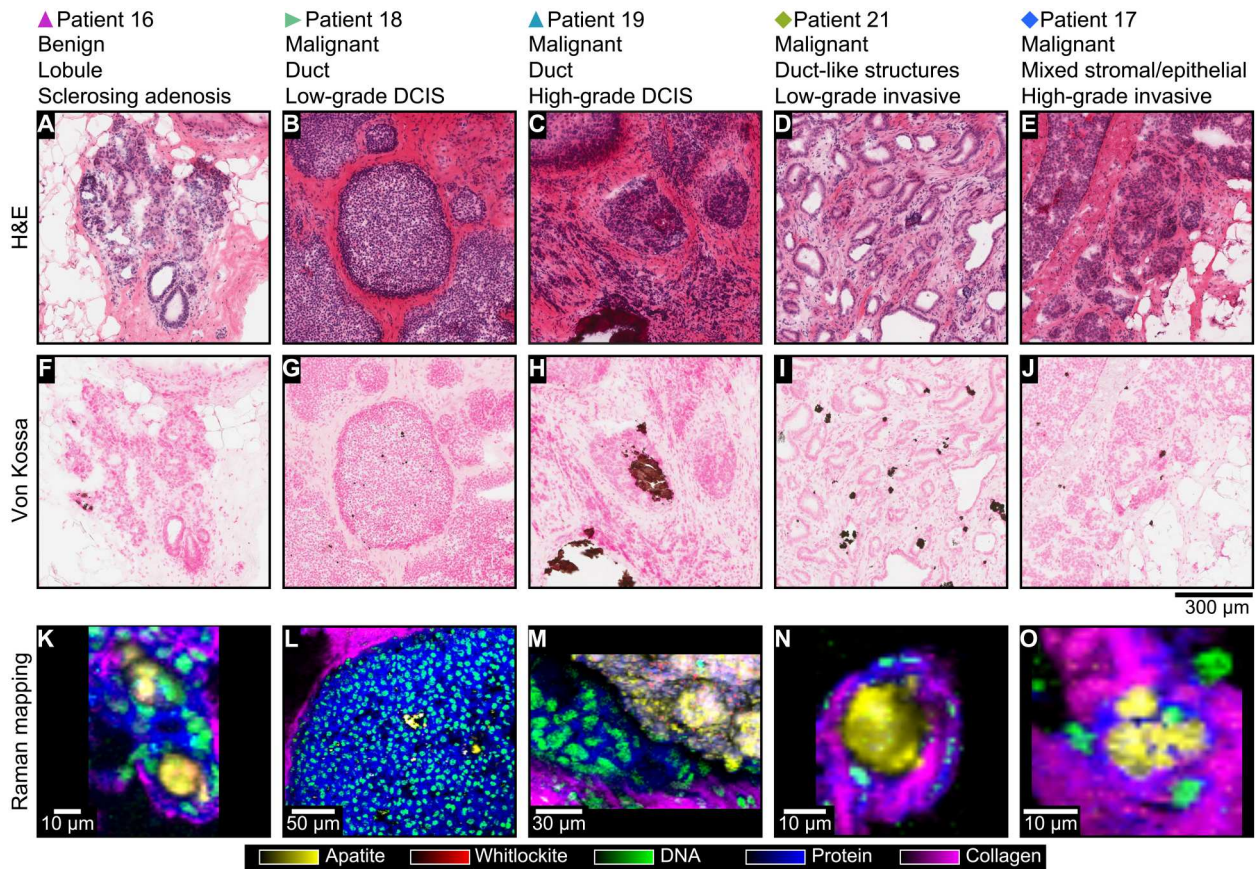 Patient 16
Benign
Lobule
Sclerosing adenosis
Patient 18
Malignant
Duct
Low-grade DCIS
Patient 19
Malignant
Duct
High-grade DCIS
Patient 21
Malignant
Duct-like structures
Low-grade invasive
Patient 17
Malignant
Mixed stromal/epithelial
High-grade invasive
H&E
A
B
C
D
E
Von Kossa
F
G
H
I
J
300 µm
Raman mapping
K
10 µm
L
50 µm
M
30 µm
N
10 µm
O
10 µm
Apatite
Whitlockite
DNA
Protein
Collagen